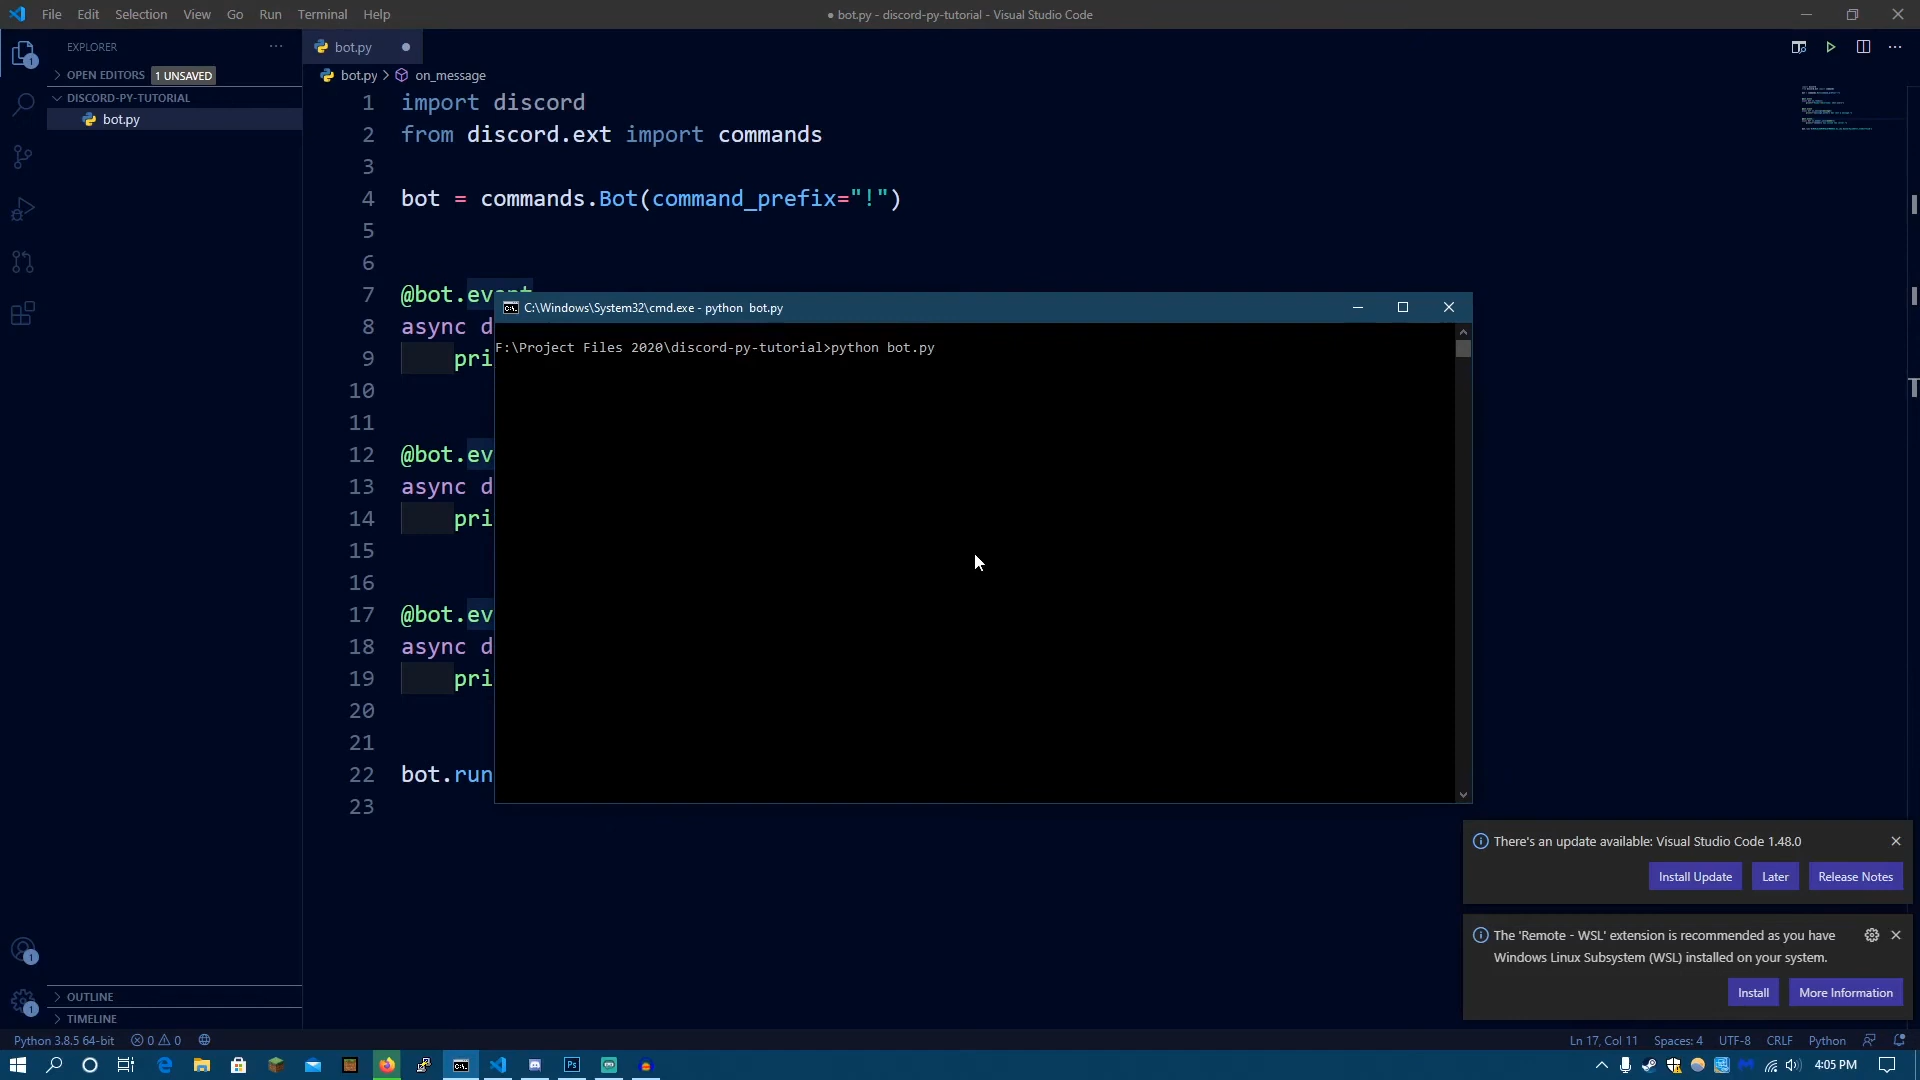 File Edit Selection View Go Run Terminal Help
● bot.py - discord-py-tutorial - Visual Studio Code
EXPLORER
OPEN EDITORS 1 UNSAVED
DISCORD-PY-TUTORIAL
bot.py
1
bot.py
bot.py > on_message
1 import discord
2 from discord.ext import commands
3
4 bot = commands.Bot(command_prefix="!")
5
6
7 @bot.event
8 async d
9 pri
10
11
12 @bot.ev
13 async d
14 pri
15
16
17 @bot.ev
18 async d
19 pri
20
21
22 bot.run
23
C:\Windows\System32\cmd.exe - python bot.py
F:\Project Files 2020\discord-py-tutorial>python bot.py
There's an update available: Visual Studio Code 1.48.0
Install Update Later Release Notes
The 'Remote - WSL' extension is recommended as you have
Windows Linux Subsystem (WSL) installed on your system.
Install More Information
1
1
OUTLINE
TIMELINE
Python 3.8.5 64-bit 0 0
Ln 17, Col 11 Spaces: 4 UTF-8 CRLF Python
Ps
4:05 PM